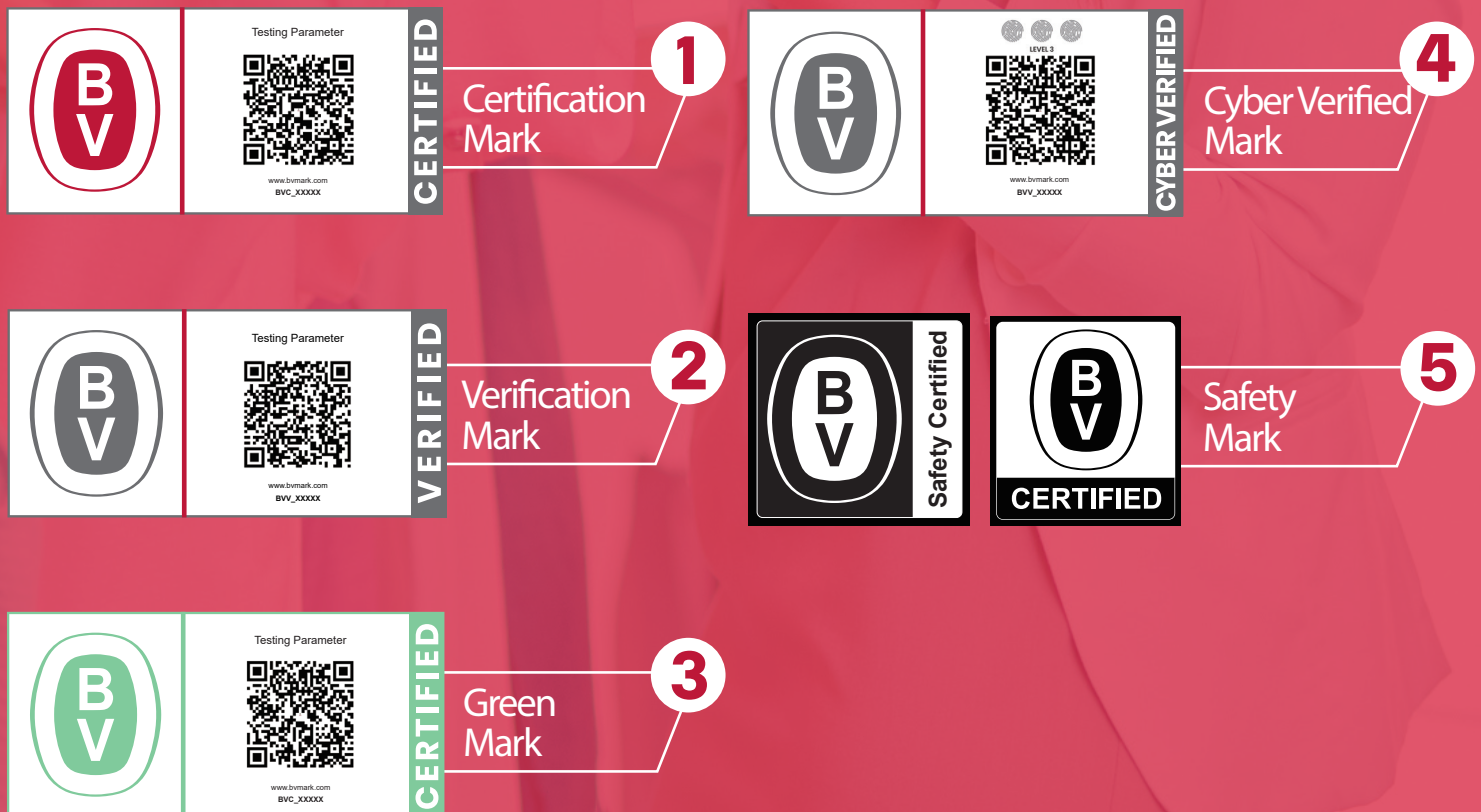 B
V
Testing Parameter
www.bvmark.com
BVC_XXXXX
CERTIFIED
1
Certification
Mark
B
V
Testing Parameter
www.bvmark.com
BVV_XXXXX
VERIFIED
2
Verification
Mark
B
V
Testing Parameter
www.bvmark.com
BVC_XXXXX
CERTIFIED
3
Green
Mark
B
V
LEVEL 3
www.bvmark.com
BVV_XXXXX
CYBER VERIFIED
4
Cyber Verified
Mark
B
V
Safety Certified
B
V
CERTIFIED
5
Safety
Mark